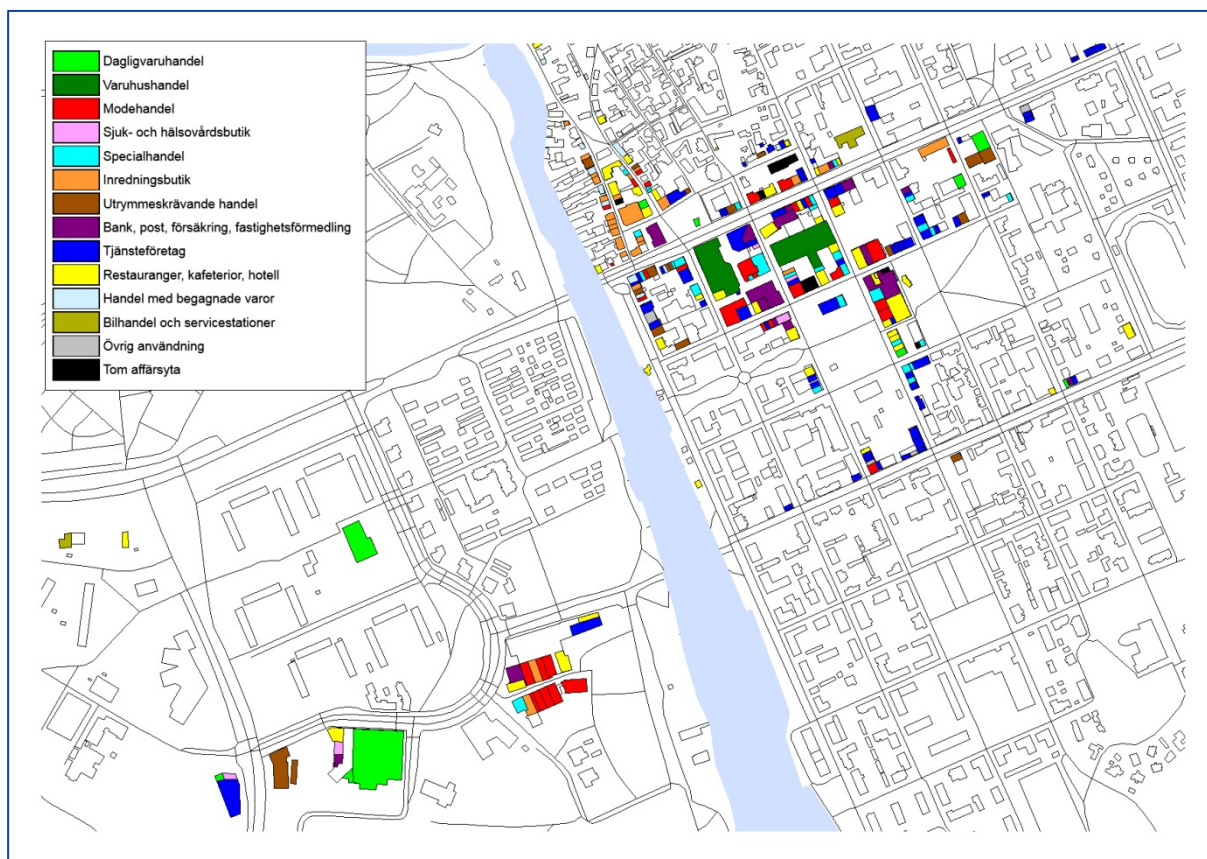 Dagligvaruhandel
Varuhushandel
Modehandel
Sjuk- och hälsovårdsbutik
Specialhandel
Inredningsbutik
Utrymmeskrävande handel
Bank, post, försäkring, fastighetsförmedling
Tjänsteföretag
Restauranger, kafeterior, hotell
Handel med begagnade varor
Bilhandel och servicestationer
Övrig användning
Tom affärsyta